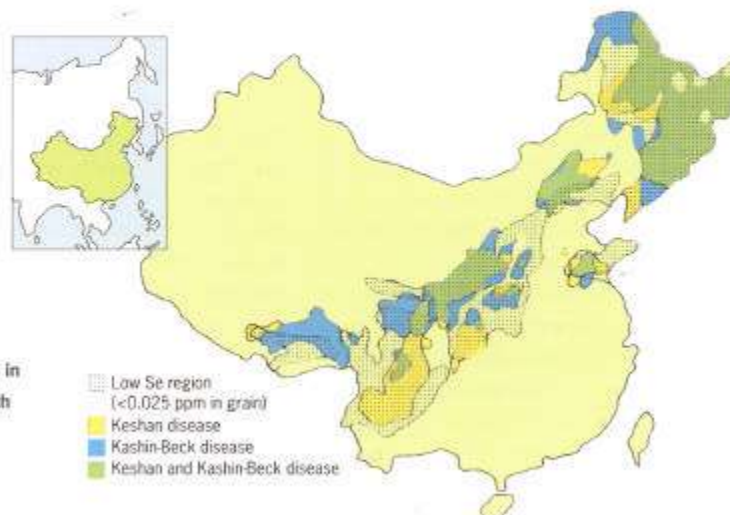 in
h
Low Se region
(<0.025 ppm in grain)
Keshan disease
Kashin-Beck disease
Keshan and Kashin-Beck disease